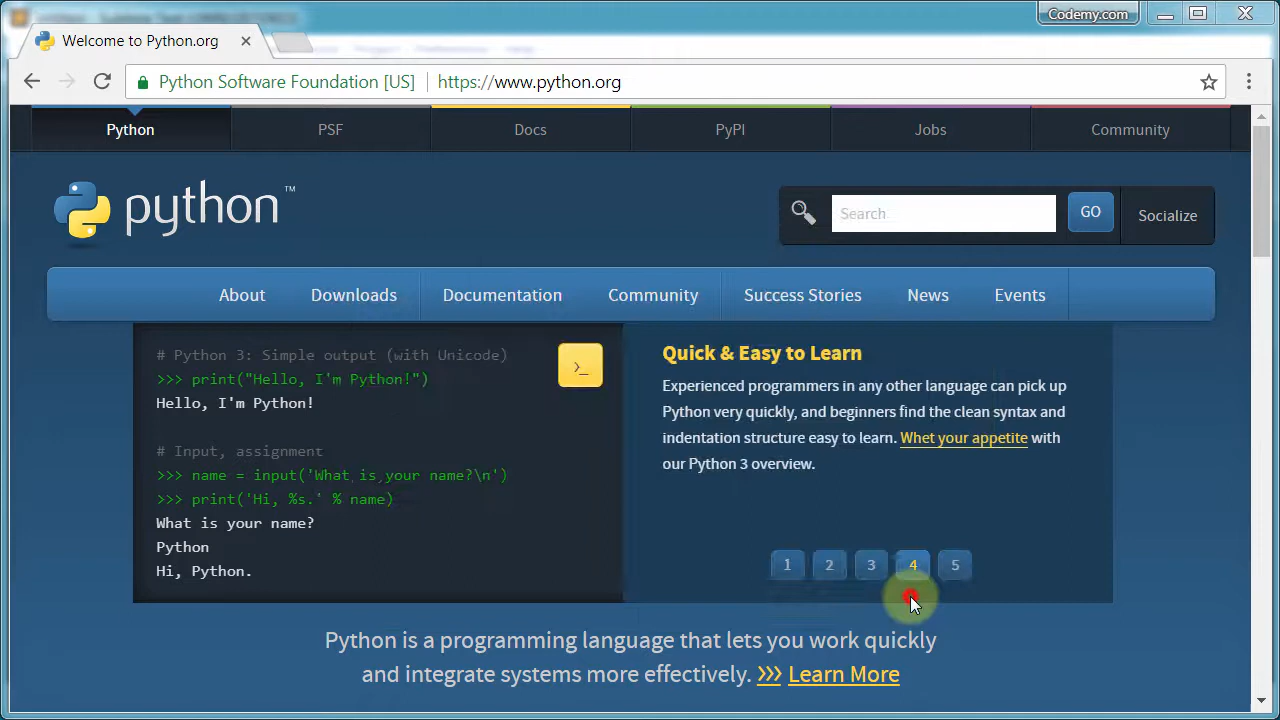 Codemy.com
Welcome to Python.org
Python Software Foundation [US] https://www.python.org
Python PSF Docs PyPI Jobs Community
python™
Search GO Socialize
About Downloads Documentation Community Success Stories News Events
# Python 3: Simple output (with Unicode)
>>> print("Hello, I'm Python!")
Hello, I'm Python!
# Input, assignment
>>> name = input('What is your name?\n')
>>> print('Hi, %s.' % name)
What is your name?
Python
Hi, Python.
>_
Quick & Easy to Learn
Experienced programmers in any other language can pick up
Python very quickly, and beginners find the clean syntax and
indentation structure easy to learn. Whet your appetite with
our Python 3 overview.
1 2 3 4 5
Python is a programming language that lets you work quickly
and integrate systems more effectively. >>> Learn More